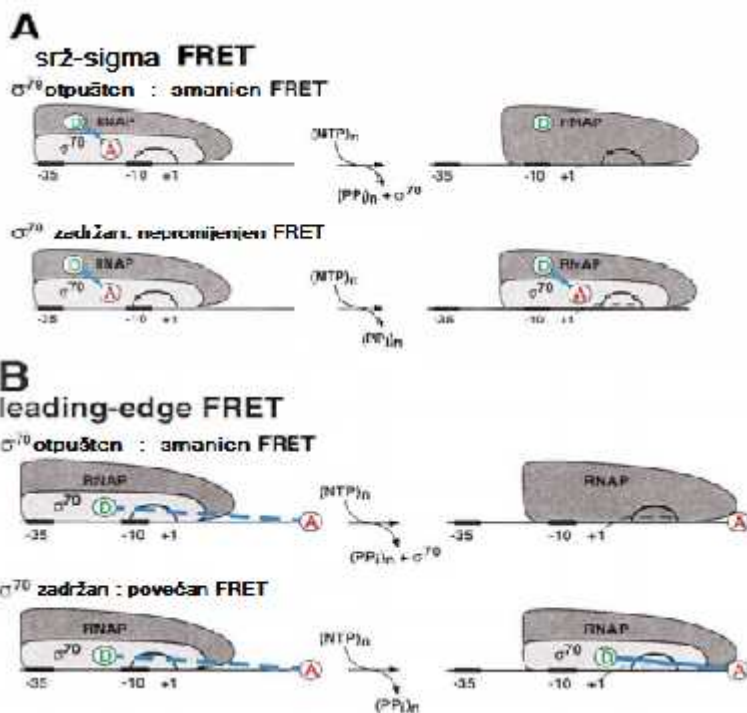 A
srž-sigma FRET
σ⁷⁰ otpušten : smanjen FRET
D RNAP
σ⁷⁰ A
-35 -10 +1
(NTP)n
(PPi)n + σ⁷⁰
D RNAP
-35 -10 +1
σ⁷⁰ zadržan: nepromijenjen FRET
D RNAP
σ⁷⁰ A
-35 -10 +1
(NTP)n
(PPi)n
D RNAP
σ⁷⁰ A
-35 -10 +1
B
leading-edge FRET
σ⁷⁰ otpušten : smanjen FRET
RNAP
σ⁷⁰ D
A
-35 -10 +1
(NTP)n
(PPi)n + σ⁷⁰
RNAP
A
-35 -10 +1
σ⁷⁰ zadržan : povećan FRET
RNAP
σ⁷⁰ D
A
-35 -10 +1
(NTP)n
(PPi)n
RNAP
σ⁷⁰ D
A
-35 -10 +1